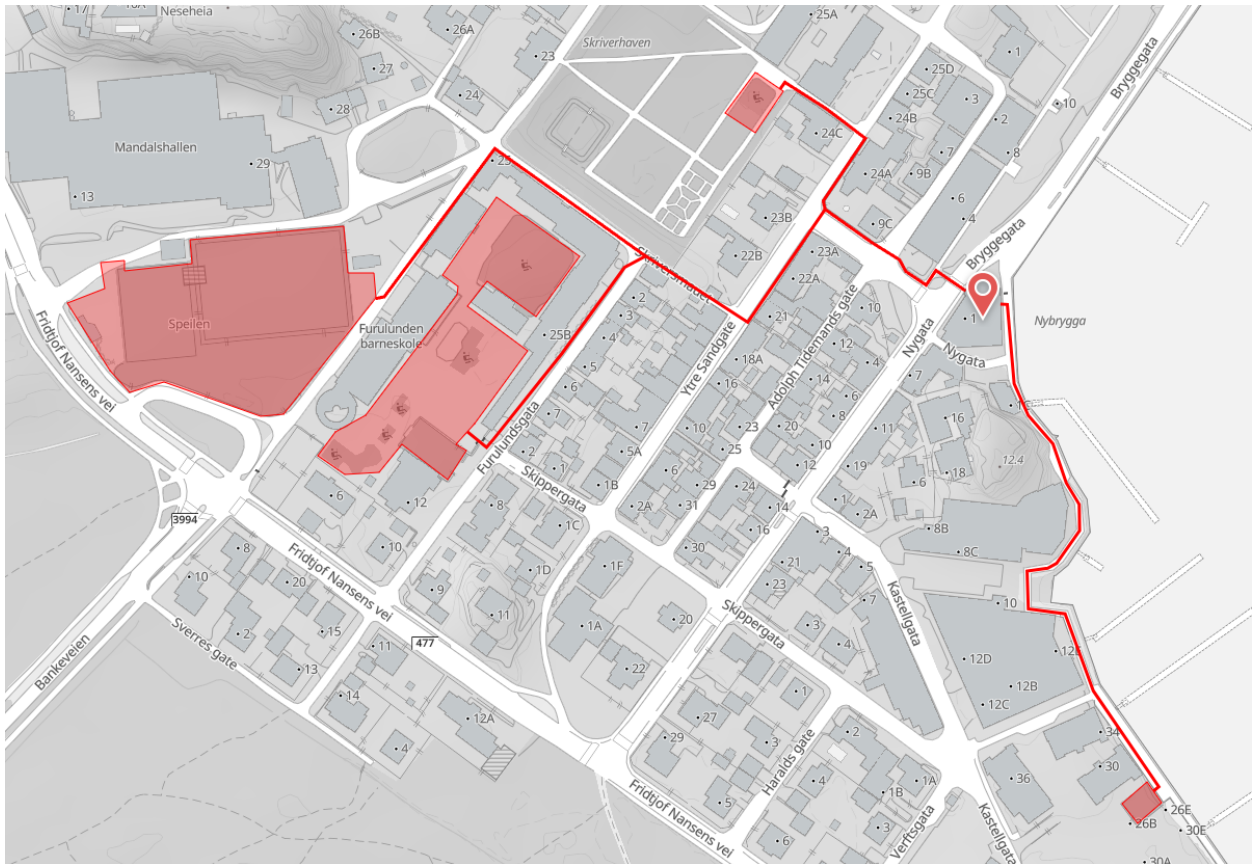 17
18A
Neseheia
26B
26A
27
23
24
28
Skriverhaven
25A
1
25D
25C
3
10
24B
2
8
24C
7
24A
9B
6
4
9C
Mandalshallen
29
13
25
23B
22B
23A
22A
Skriversmauet
Bryggegata
Bryggegata
Speilen
Furulunden
barneskole
25B
2
3
4
5
6
7
7
5A
2
1
1B
21
18A
16
10
6
29
31
2A
30
10
12
4
14
6
8
20
10
12
23
25
24
14
16
Ytre Sandgate
Adolph Tidemands gate
Nygata
Nygata
1
Nybrygga
7
16
11
18
12.4
6
19
1
2A
8B
8C
Fridtjof Nansens vei
Furulundsgata
Skippergata
6
12
10
8
1C
1D
9
11
1F
1A
20
22
3994
Fridtjof Nansens vei
477
8
10
20
2
15
13
11
14
4
12A
Sverres gate
Bankeveien
3
4
5
21
23
7
3
4
Kastellgata
Skippergata
10
12D
12B
12C
27
29
1
3
5
Haralds gate
2
4
6
1A
1B
3
Verftsgata
Fridtjof Nansens vei
36
34
30
26E
26B
30E
30A
Kastellgata